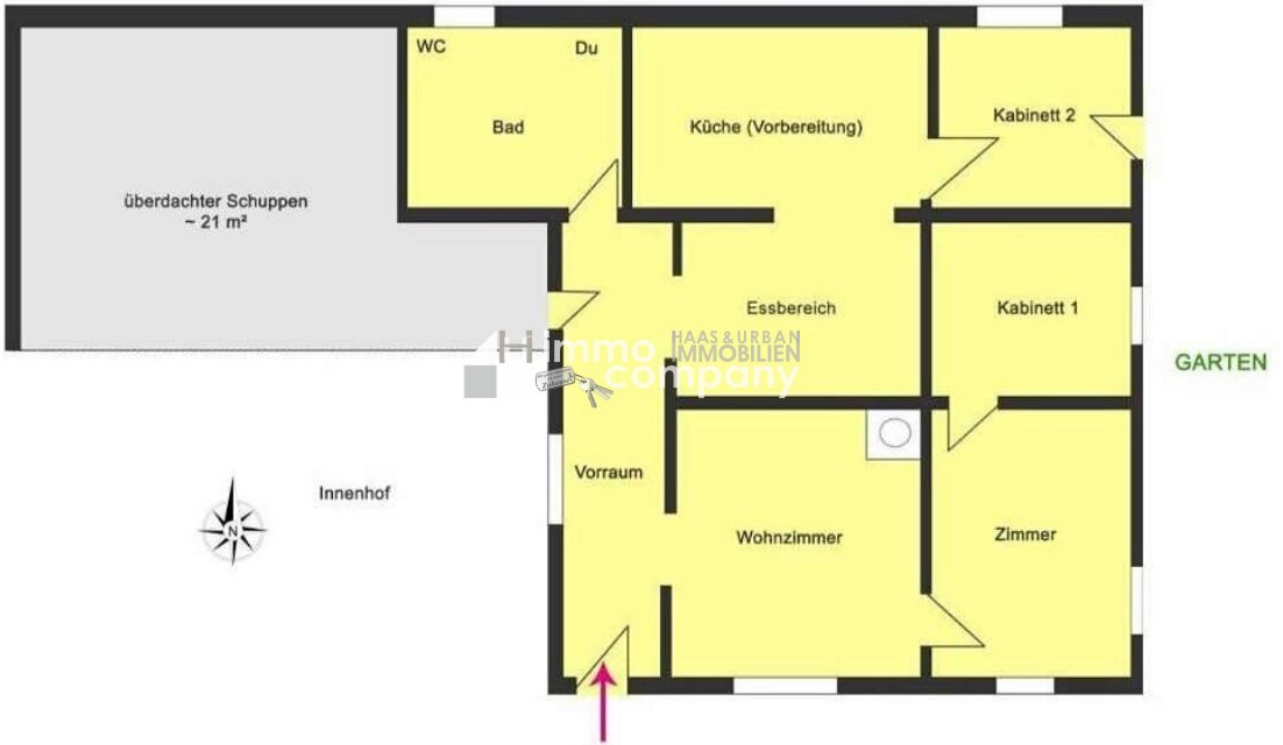 WC
Du
Bad
Küche (Vorbereitung)
Kabinett 2
überdachter Schuppen
~ 21 m²
Essbereich
Kabinett 1
immo
company
HAAS & URBAN
IMMOBILIEN
GARTEN
Vorraum
Innenhof
N
Wohnzimmer
Zimmer